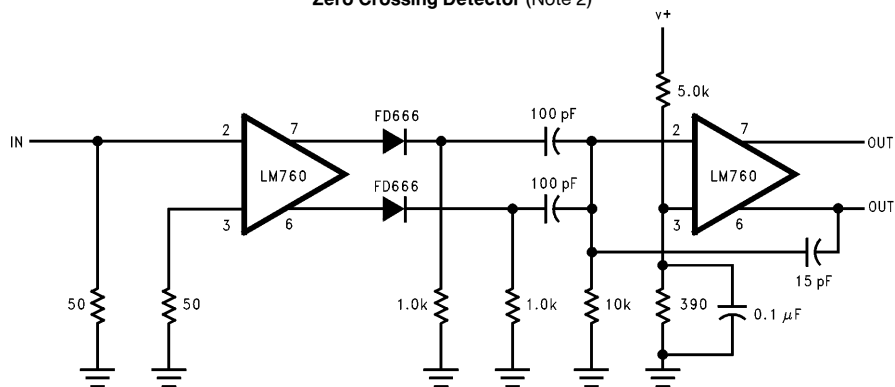 Zero Crossing Detector (Note 2)
V+
5.0k
IN
2
7
FD666
100 pF
2
7
OUT
LM760
FD666
100 pF
LM760
3
6
3
6
OUT
15 pF
50
50
1.0k
1.0k
10k
390
0.1 μF